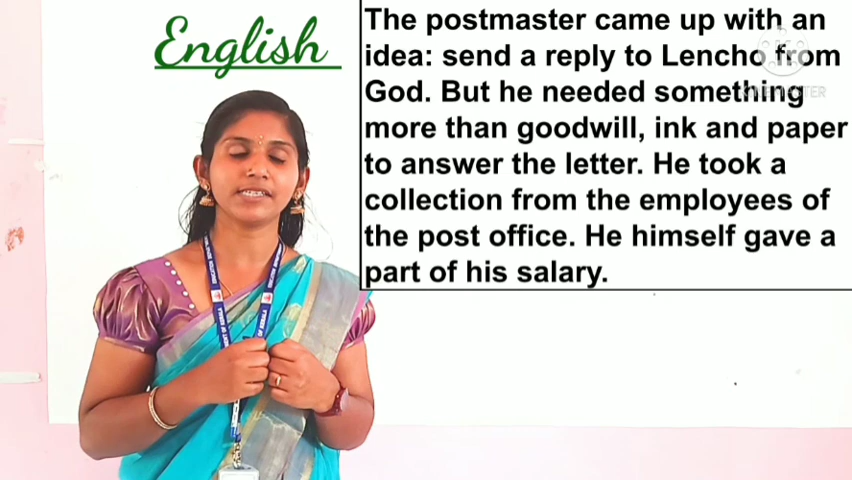 English
The postmaster came up with an
idea: send a reply to Lencho from
God. But he needed something
more than goodwill, ink and paper
to answer the letter. He took a
collection from the employees of
the post office. He himself gave a
part of his salary.
KINEMASTER